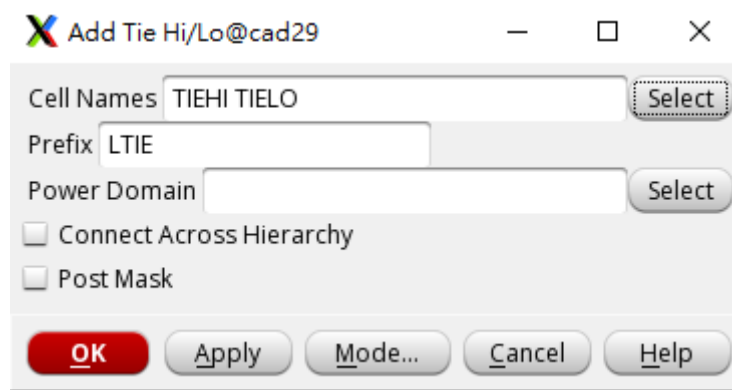 Add Tie Hi/Lo@cad29
Cell Names TIEHI TIELO Select
Prefix LTIE
Power Domain Select
Connect Across Hierarchy
Post Mask
OK Apply Mode... Cancel Help